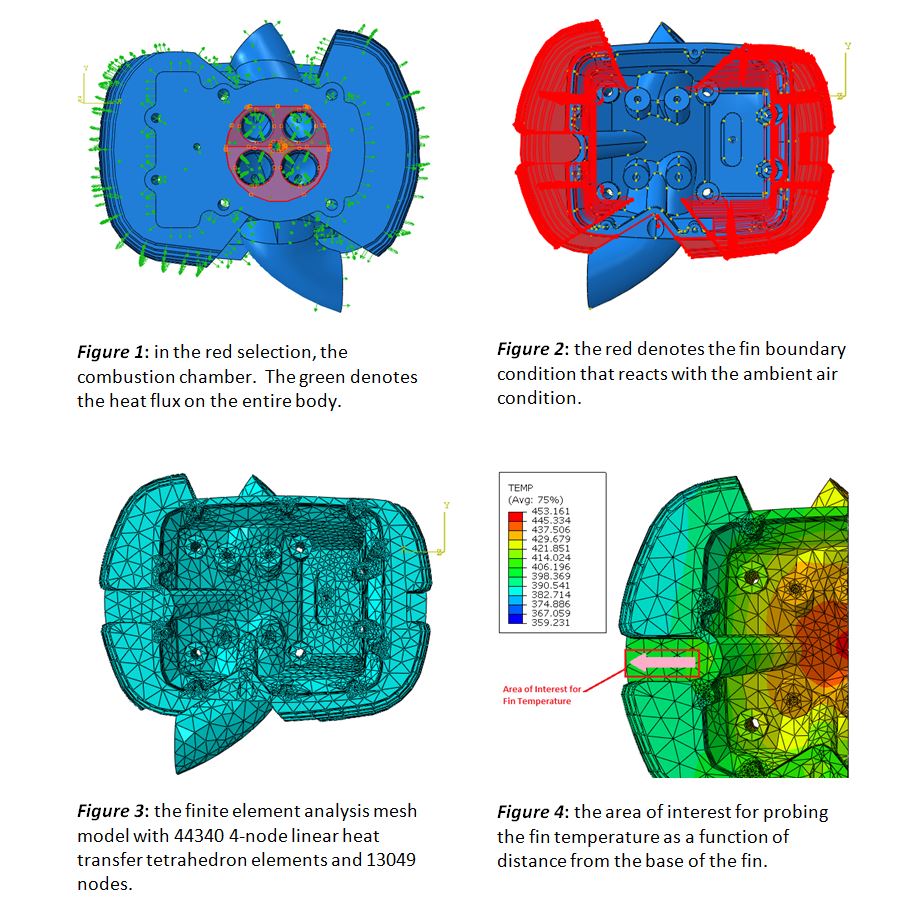 Y
Z
Y
Z
Figure 1: in the red selection, the
combustion chamber. The green denotes
the heat flux on the entire body.
Figure 2: the red denotes the fin boundary
condition that reacts with the ambient air
condition.
Y
Z
TEMP
(Avg: 75%)
453.161
445.334
437.506
429.679
421.851
414.024
406.196
398.369
390.541
382.714
374.886
367.059
359.231
Area of Interest for
Fin Temperature
Figure 3: the finite element analysis mesh
model with 44340 4-node linear heat
transfer tetrahedron elements and 13049
nodes.
Figure 4: the area of interest for probing
the fin temperature as a function of
distance from the base of the fin.